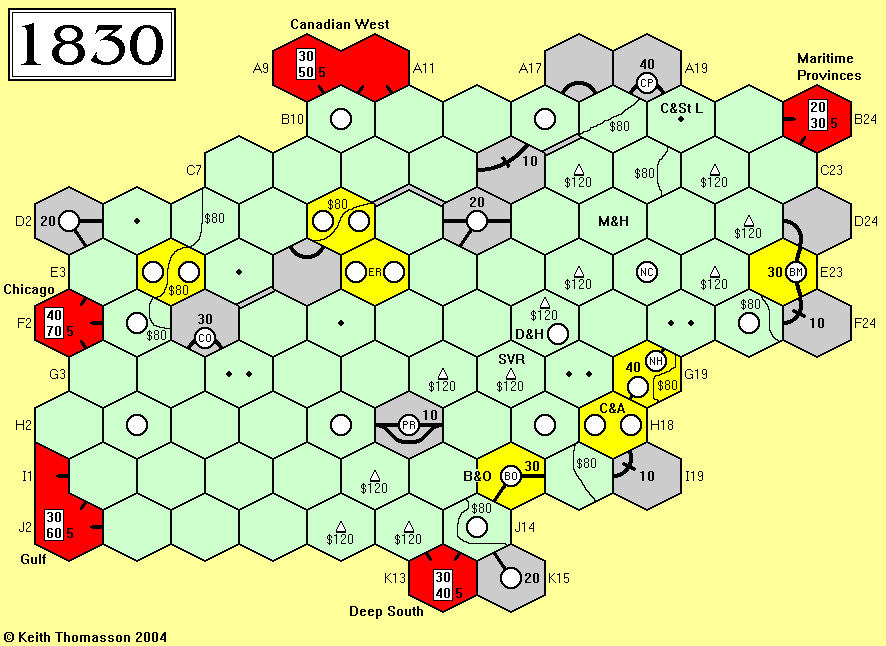 1830
Canadian West
A9
30
50 5
A11
A17
40
CP
A19
Maritime
Provinces
B10
$80
C&St L
20
30 5
B24
C7
10
$120
$80
$120
C23
D2
20
$80
$80
20
M&H
$120
D24
E3
$80
ER
$120
NC
$120
30
BM
E23
Chicago
F2
40
70 5
$80
30
CO
$120
D&H
$80
10
F24
G3
$120
SVR
$120
40
NH
$80
G19
H2
PR
10
C&A
H18
I1
$120
B&O
BO
30
$80
10
I19
J2
30
60 5
$120
$120
$80
J14
Gulf
K13
30
40 5
20
K15
Deep South
© Keith Thomasson 2004